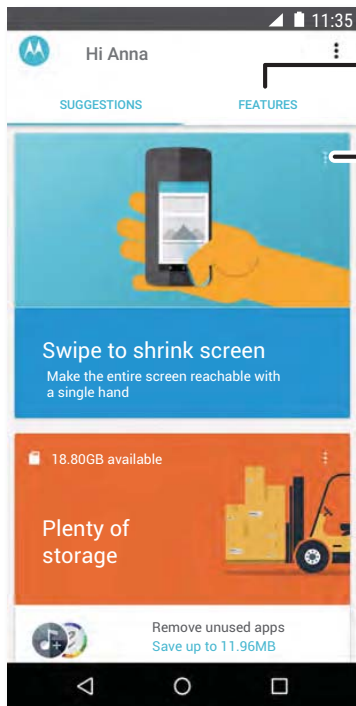 11:35
Hi Anna
SUGGESTIONS FEATURES
Swipe to shrink screen
Make the entire screen reachable with
a single hand
18.80GB available
Plenty of
storage
Remove unused apps
Save up to 11.96MB